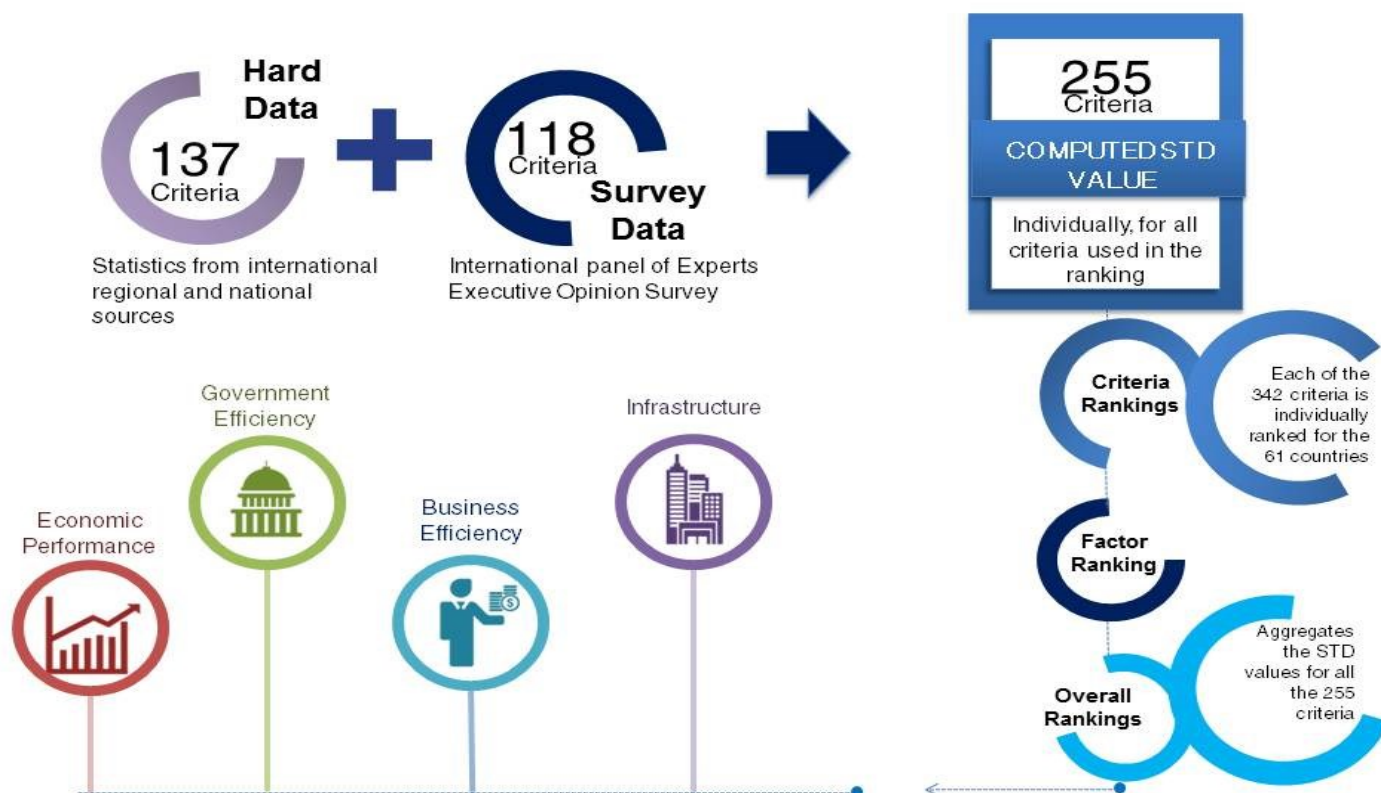 Hard
Data
137
Criteria
Statistics from international
regional and national
sources
118
Criteria
Survey
Data
International panel of Experts
Executive Opinion Survey
255
Criteria
COMPUTED STD
VALUE
Individually, for all
criteria used in the
ranking
Criteria
Rankings
Each of the
342 criteria is
individually
ranked for the
61 countries
Factor
Ranking
Overall
Rankings
Aggregates
the STD
values for all
the 255
criteria
Economic
Performance
Government
Efficiency
Business
Efficiency
$
Infrastructure